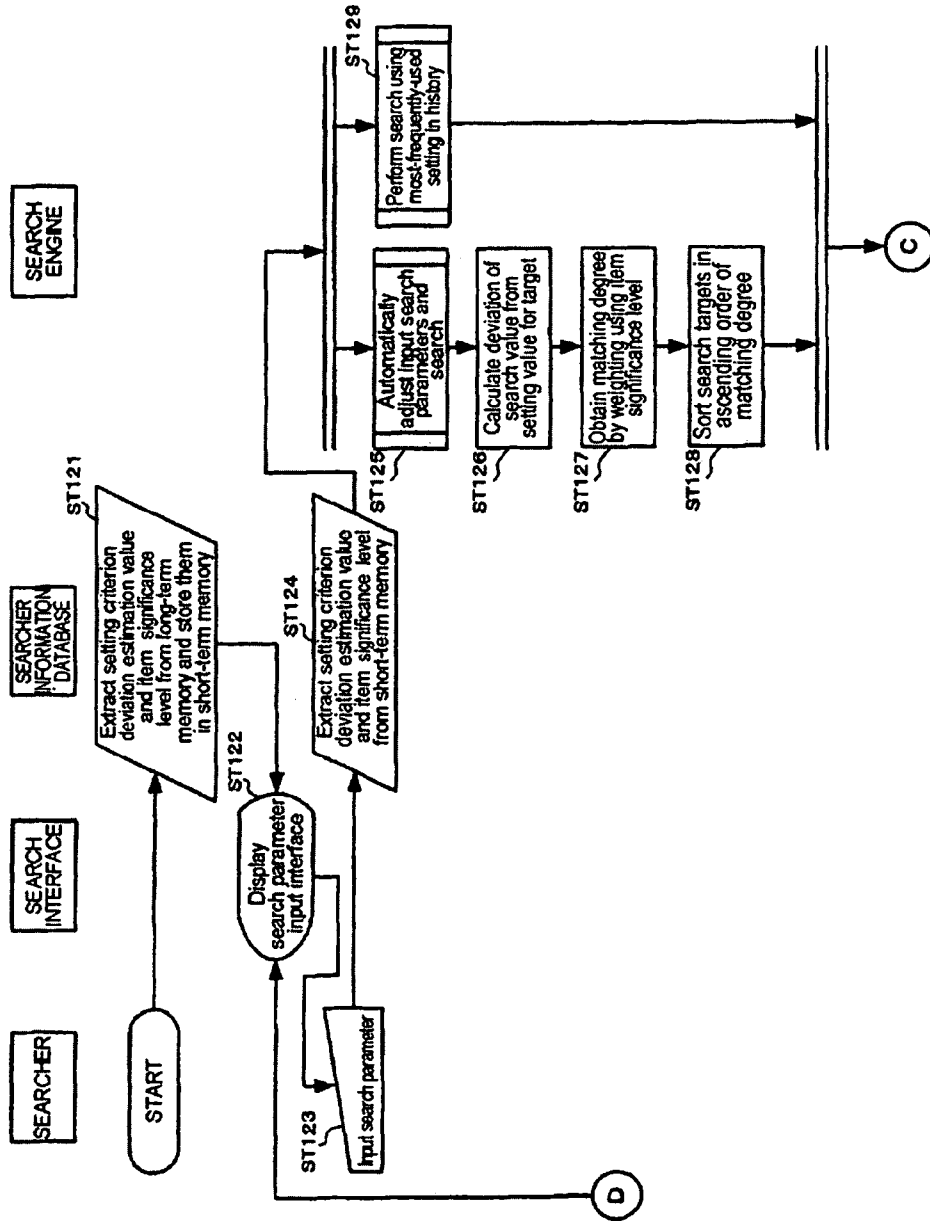 SEARCHER
SEARCH
INTERFACE
SEARCHER
INFORMATION
DATABASE
SEARCH
ENGINE
START
ST121
Extract setting criterion
deviation estimation value
and item significance
level from long-term
memory and store them
in short-term memory
ST122
Display
search parameter
input interface
ST123
Input search parameter
ST124
Extract setting criterion
deviation estimation value
and item significance level
from short-term memory
ST125
Automatically
adjust input search
parameters and
search
ST126
Calculate deviation of
search value from
setting value for target
ST127
Obtain matching degree
by weighting using item
significance level
ST128
Sort search targets in
ascending order of
matching degree
ST129
Perform search using
most-frequently-used
setting in history
D
C